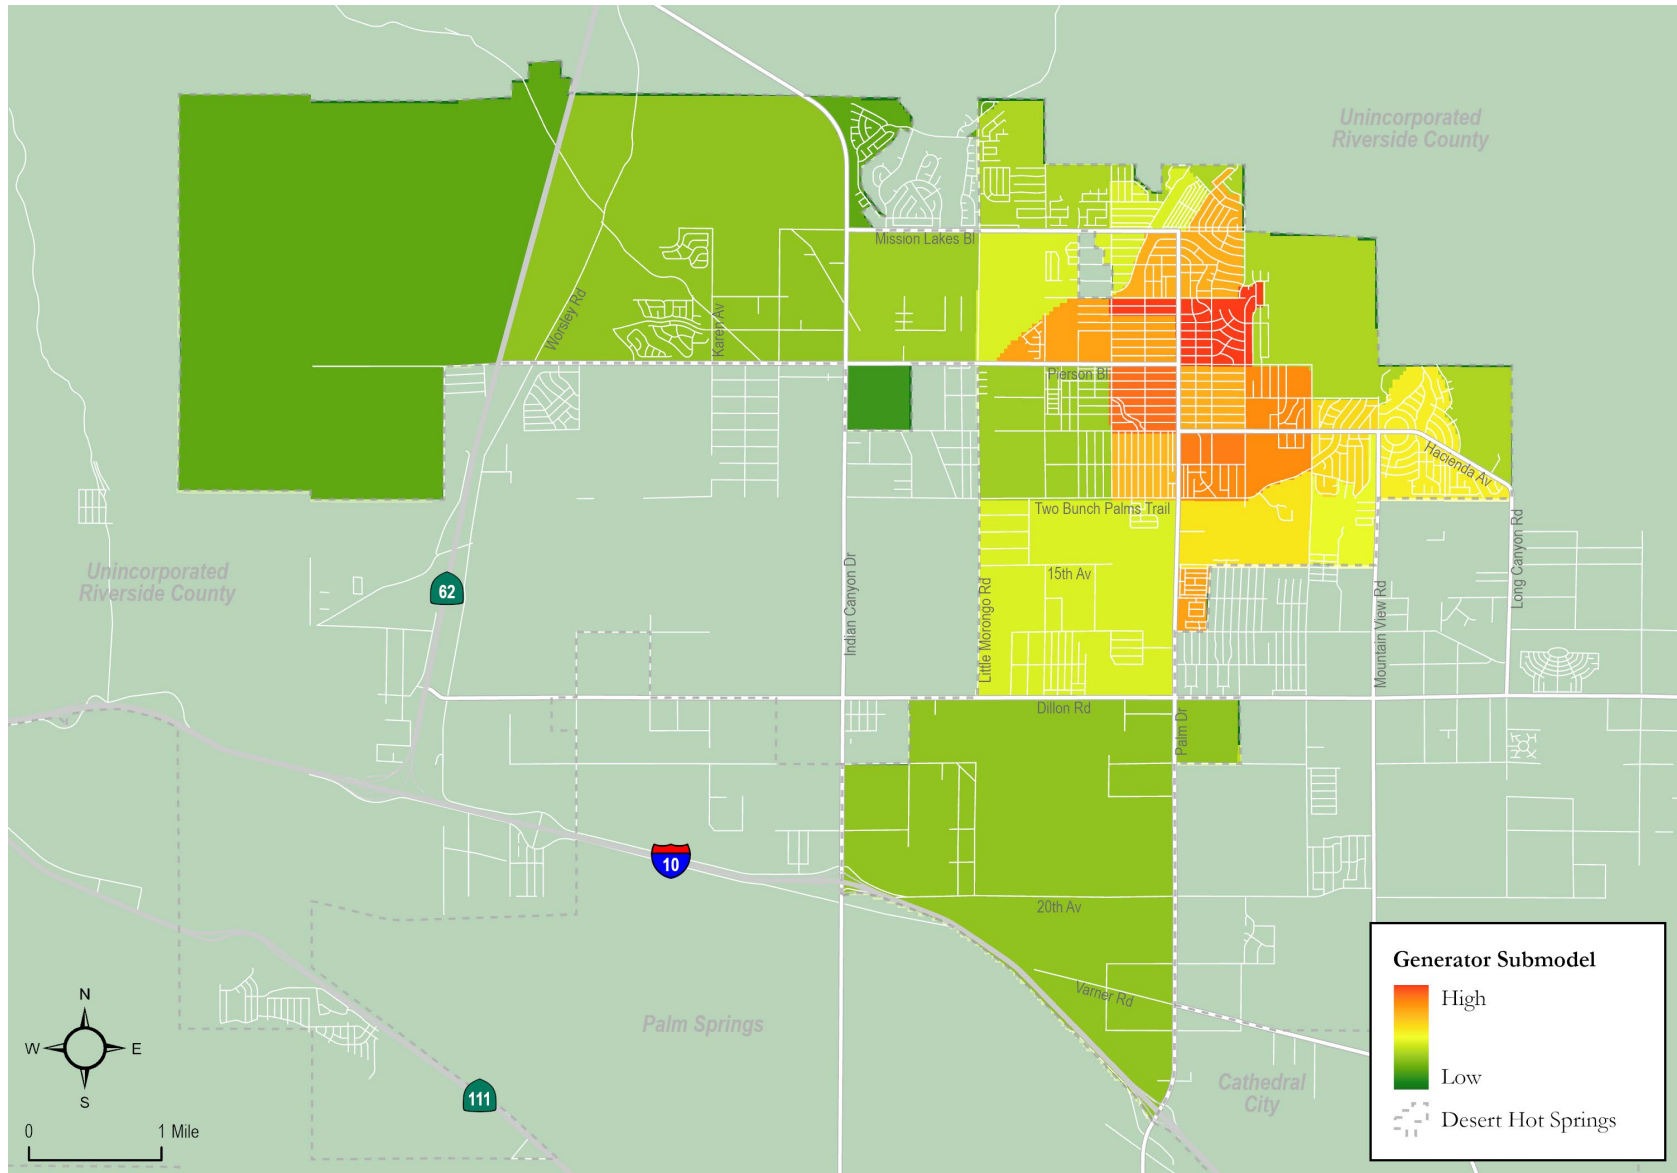 Unincorporated
Riverside County
Mission Lakes Bl
Worsley Rd
Karen Av
Pierson Bl
Hacienda Av
Two Bunch Palms Trail
Long Canyon Rd
Unincorporated
Riverside County
62
Indian Canyon Dr
Little Morongo Rd
15th Av
Mountain View Rd
Dillon Rd
Palm Dr
10
20th Av
Varner Rd
Palm Springs
Cathedral
City
111
N
W
E
S
0
1 Mile
Generator Submodel
High
Low
Desert Hot Springs